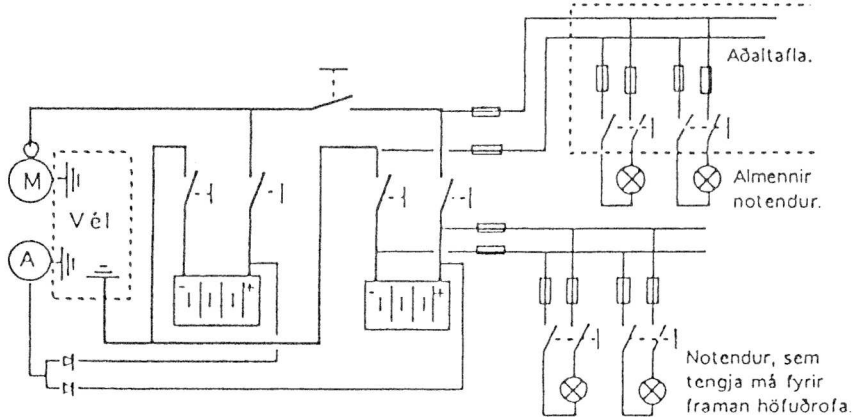 Aðaltafla.
M
Vél
A
- +
- +
Almennir
notendur.
Notendur, sem
tengja má fyrir
framan höfuðrofa.